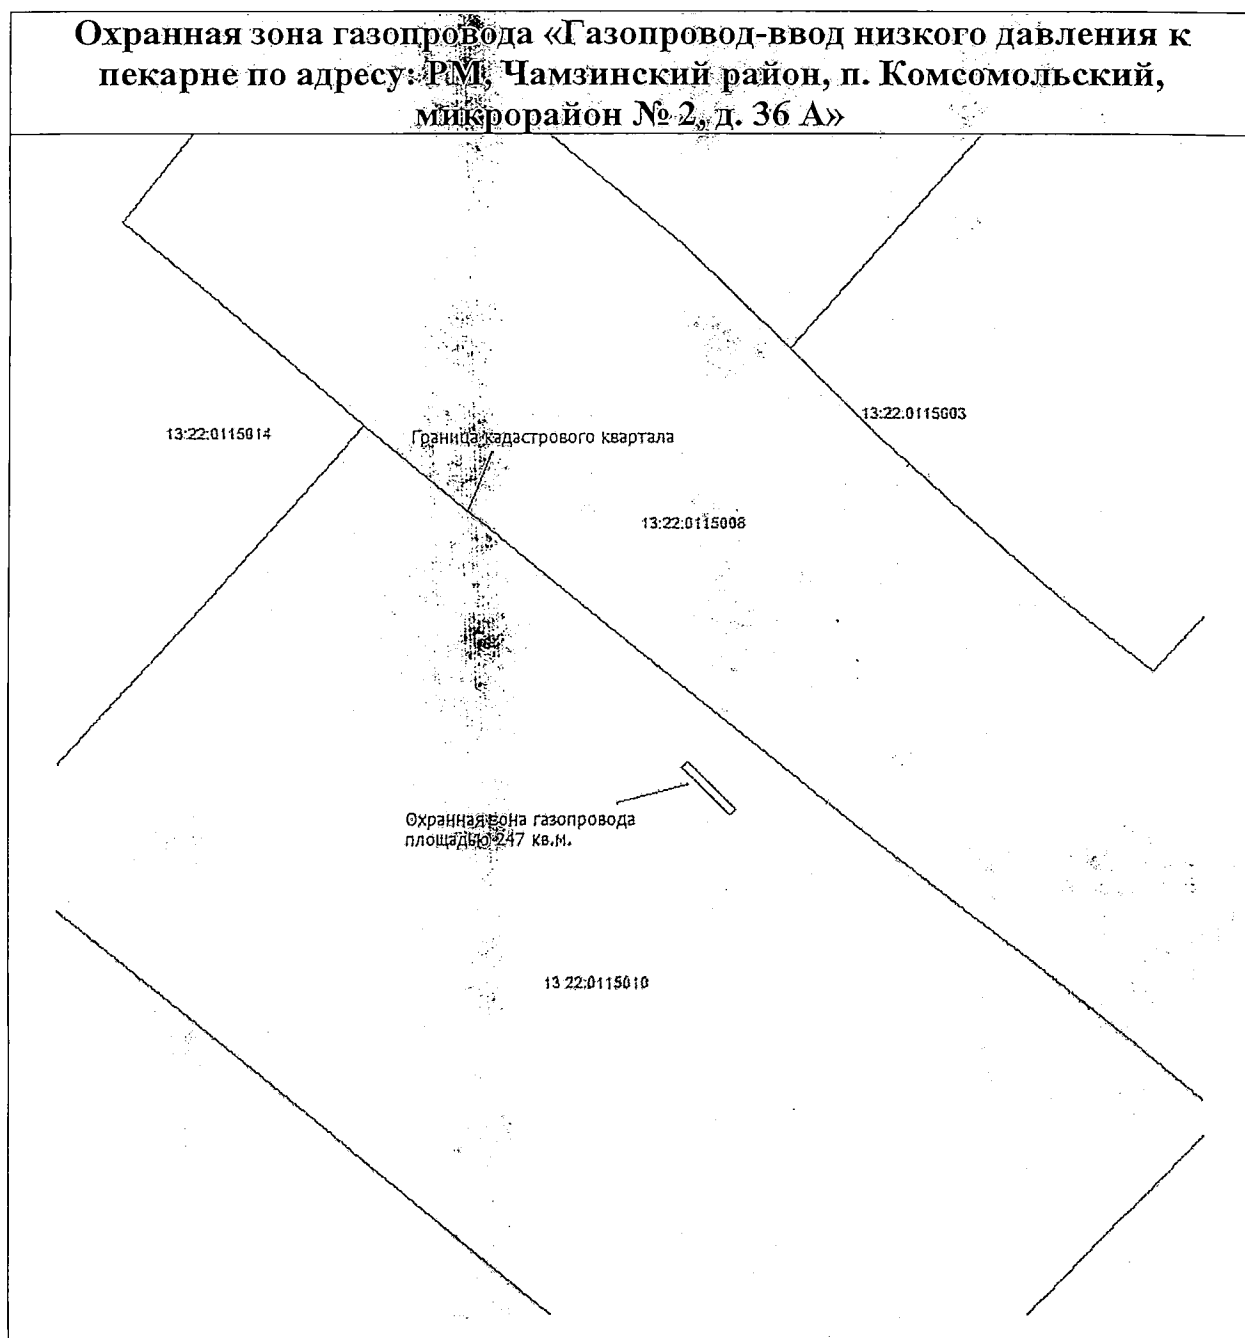 Охранная зона газопровода «Газопровод-ввод низкого давления к
пекарне по адресу: РМ, Чамзинский район, п. Комсомольский,
микрорайон № 2, д. 36 А»
13:22:0115003
13:22:0115014
Граница кадастрового квартала
13:22:0115008
Охранная зона газопровода
площадью 247 кв.м.
13:22:0115010